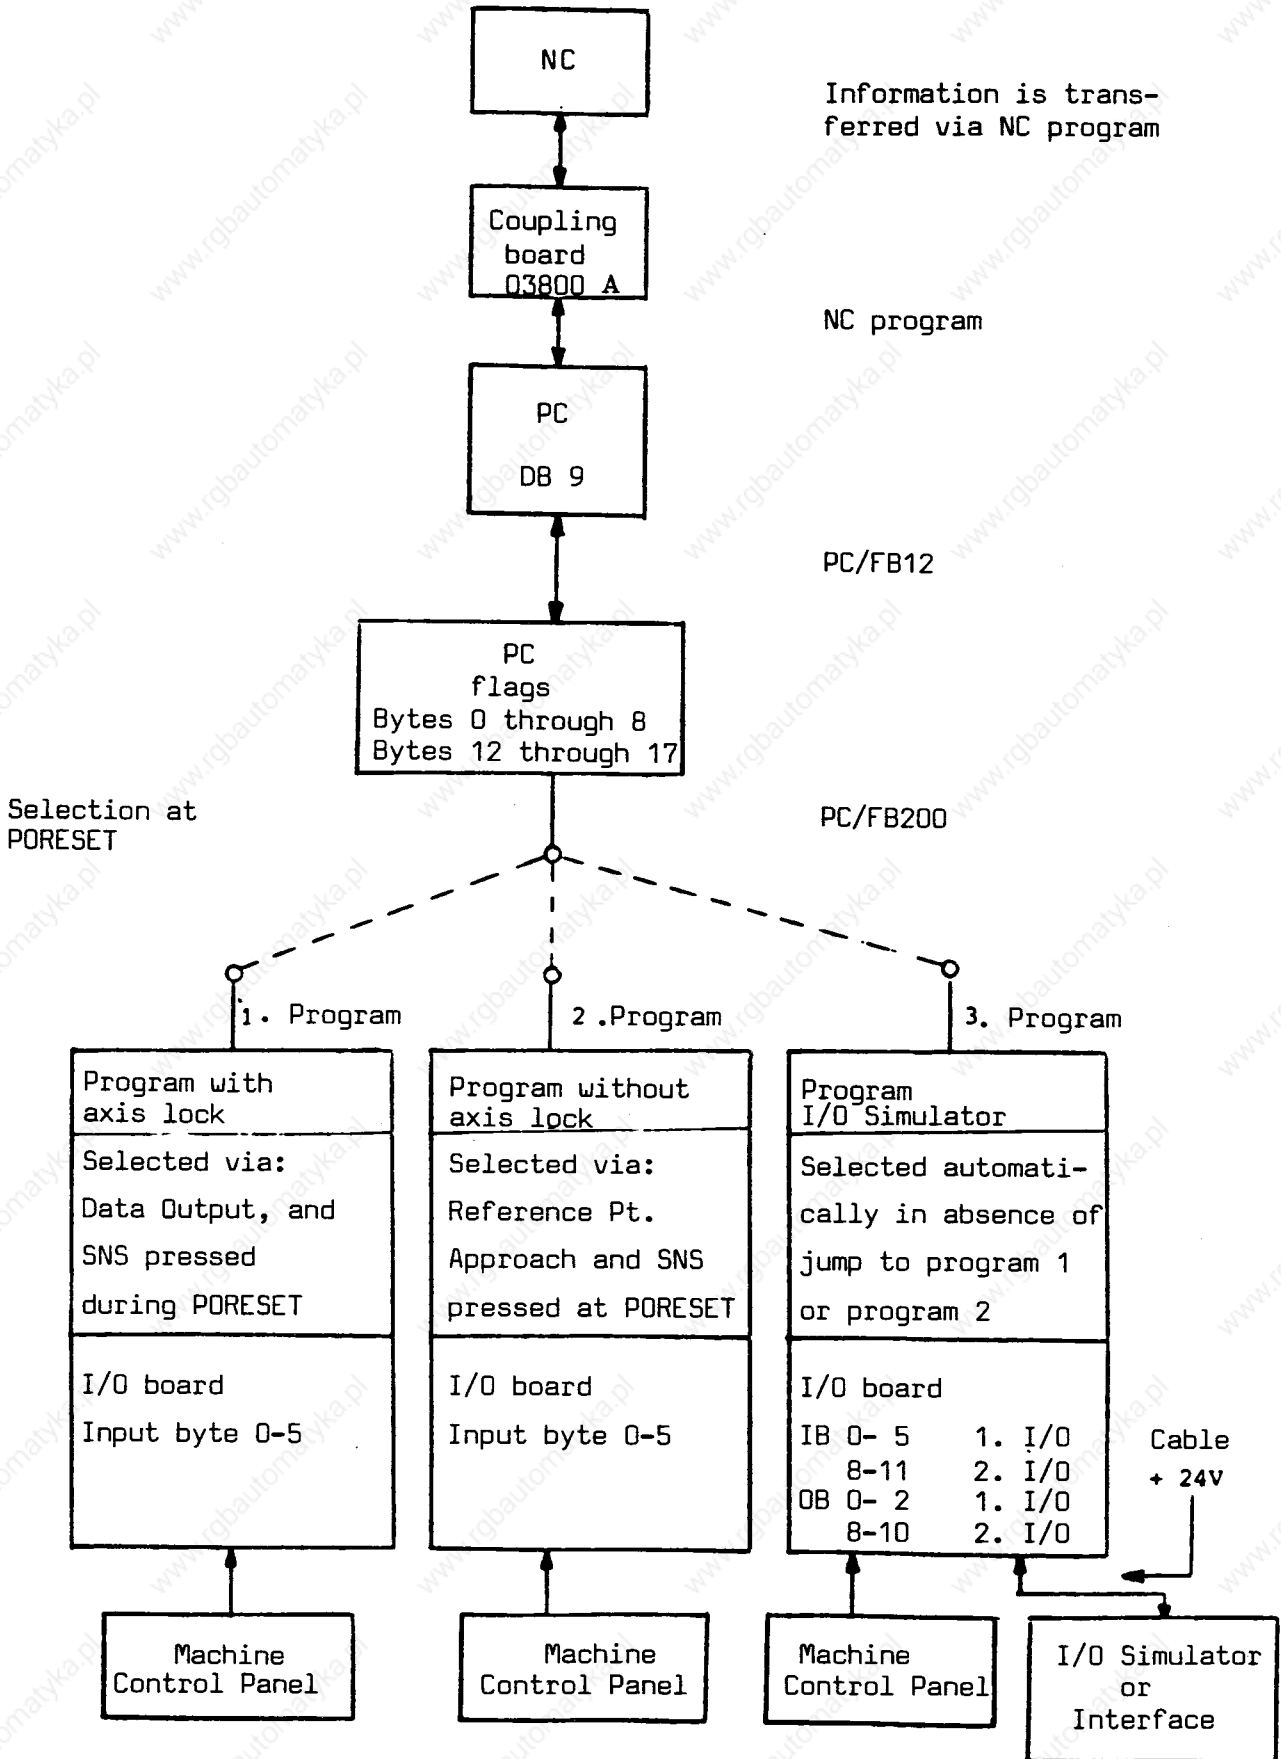 NC
Information is trans-
ferred via NC program
Coupling
board
03800 A
NC program
PC
DB 9
PC/FB12
PC
flags
Bytes 0 through 8
Bytes 12 through 17
Selection at
PORESET
PC/FB200
1. Program
2 .Program
3. Program
Program with
axis lock
Selected via:
Data Output, and
SNS pressed
during PORESET
I/O board
Input byte 0-5
Program without
axis lock
Selected via:
Reference Pt.
Approach and SNS
pressed at PORESET
I/O board
Input byte 0-5
Program
I/O Simulator
Selected automati-
cally in absence of
jump to program 1
or program 2
I/O board
IB 0- 5 1. I/O
8-11 2. I/O
OB 0- 2 1. I/O
8-10 2. I/O
Cable
+ 24V
Machine
Control Panel
Machine
Control Panel
Machine
Control Panel
I/O Simulator
or
Interface
www.rgbautomatyka.pl